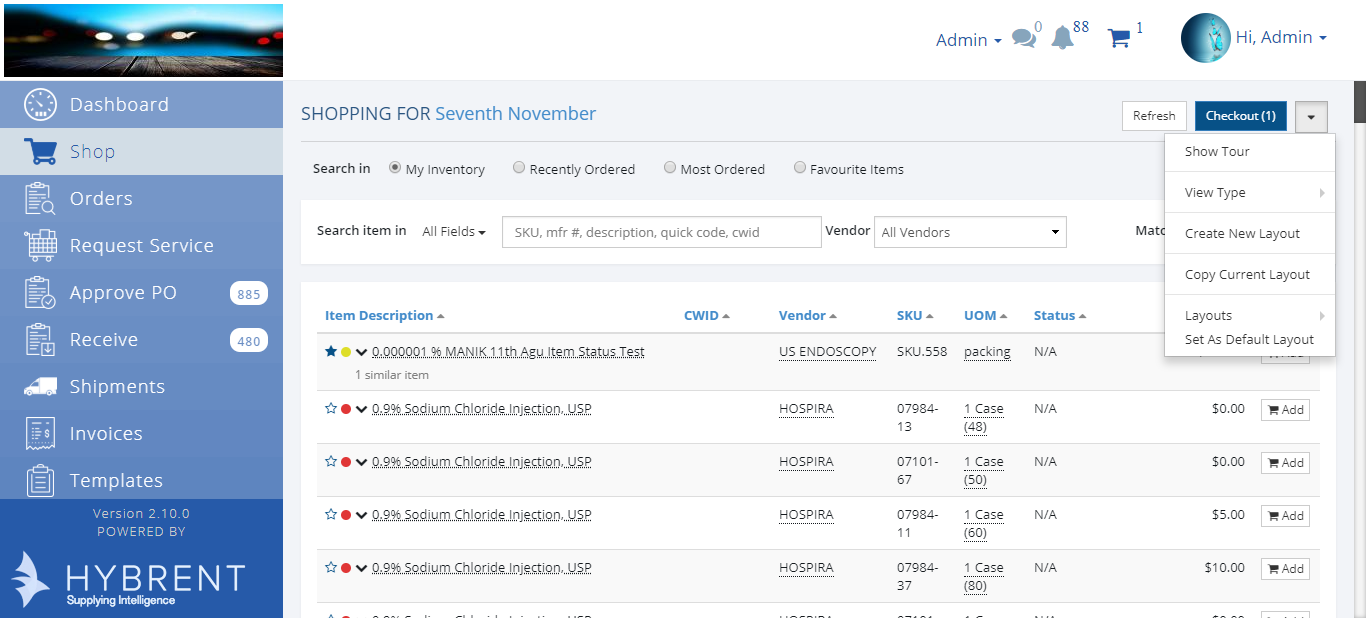 Admin
0
88
1
Hi, Admin
Dashboard
Shop
Orders
Request Service
Approve PO 885
Receive 480
Shipments
Invoices
Templates
Version 2.10.0
POWERED BY
HYBRENT
Supplying Intelligence
SHOPPING FOR Seventh November
Refresh
Checkout (1)
Show Tour
View Type
Create New Layout
Copy Current Layout
Layouts
Set As Default Layout
Search in My Inventory Recently Ordered Most Ordered Favourite Items
Search item in All Fields SKU, mfr #, description, quick code, cwid Vendor All Vendors
Item Description CWID Vendor SKU UOM Status
0.000001 % MANIK 11th Agu Item Status Test US ENDOSCOPY SKU.558 packing N/A
1 similar item
0.9% Sodium Chloride Injection, USP HOSPIRA 07984- 1 Case N/A $0.00 Add
13 (48)
0.9% Sodium Chloride Injection, USP HOSPIRA 07101- 1 Case N/A $0.00 Add
67 (50)
0.9% Sodium Chloride Injection, USP HOSPIRA 07984- 1 Case N/A $5.00 Add
11 (60)
0.9% Sodium Chloride Injection, USP HOSPIRA 07984- 1 Case N/A $10.00 Add
37 (80)